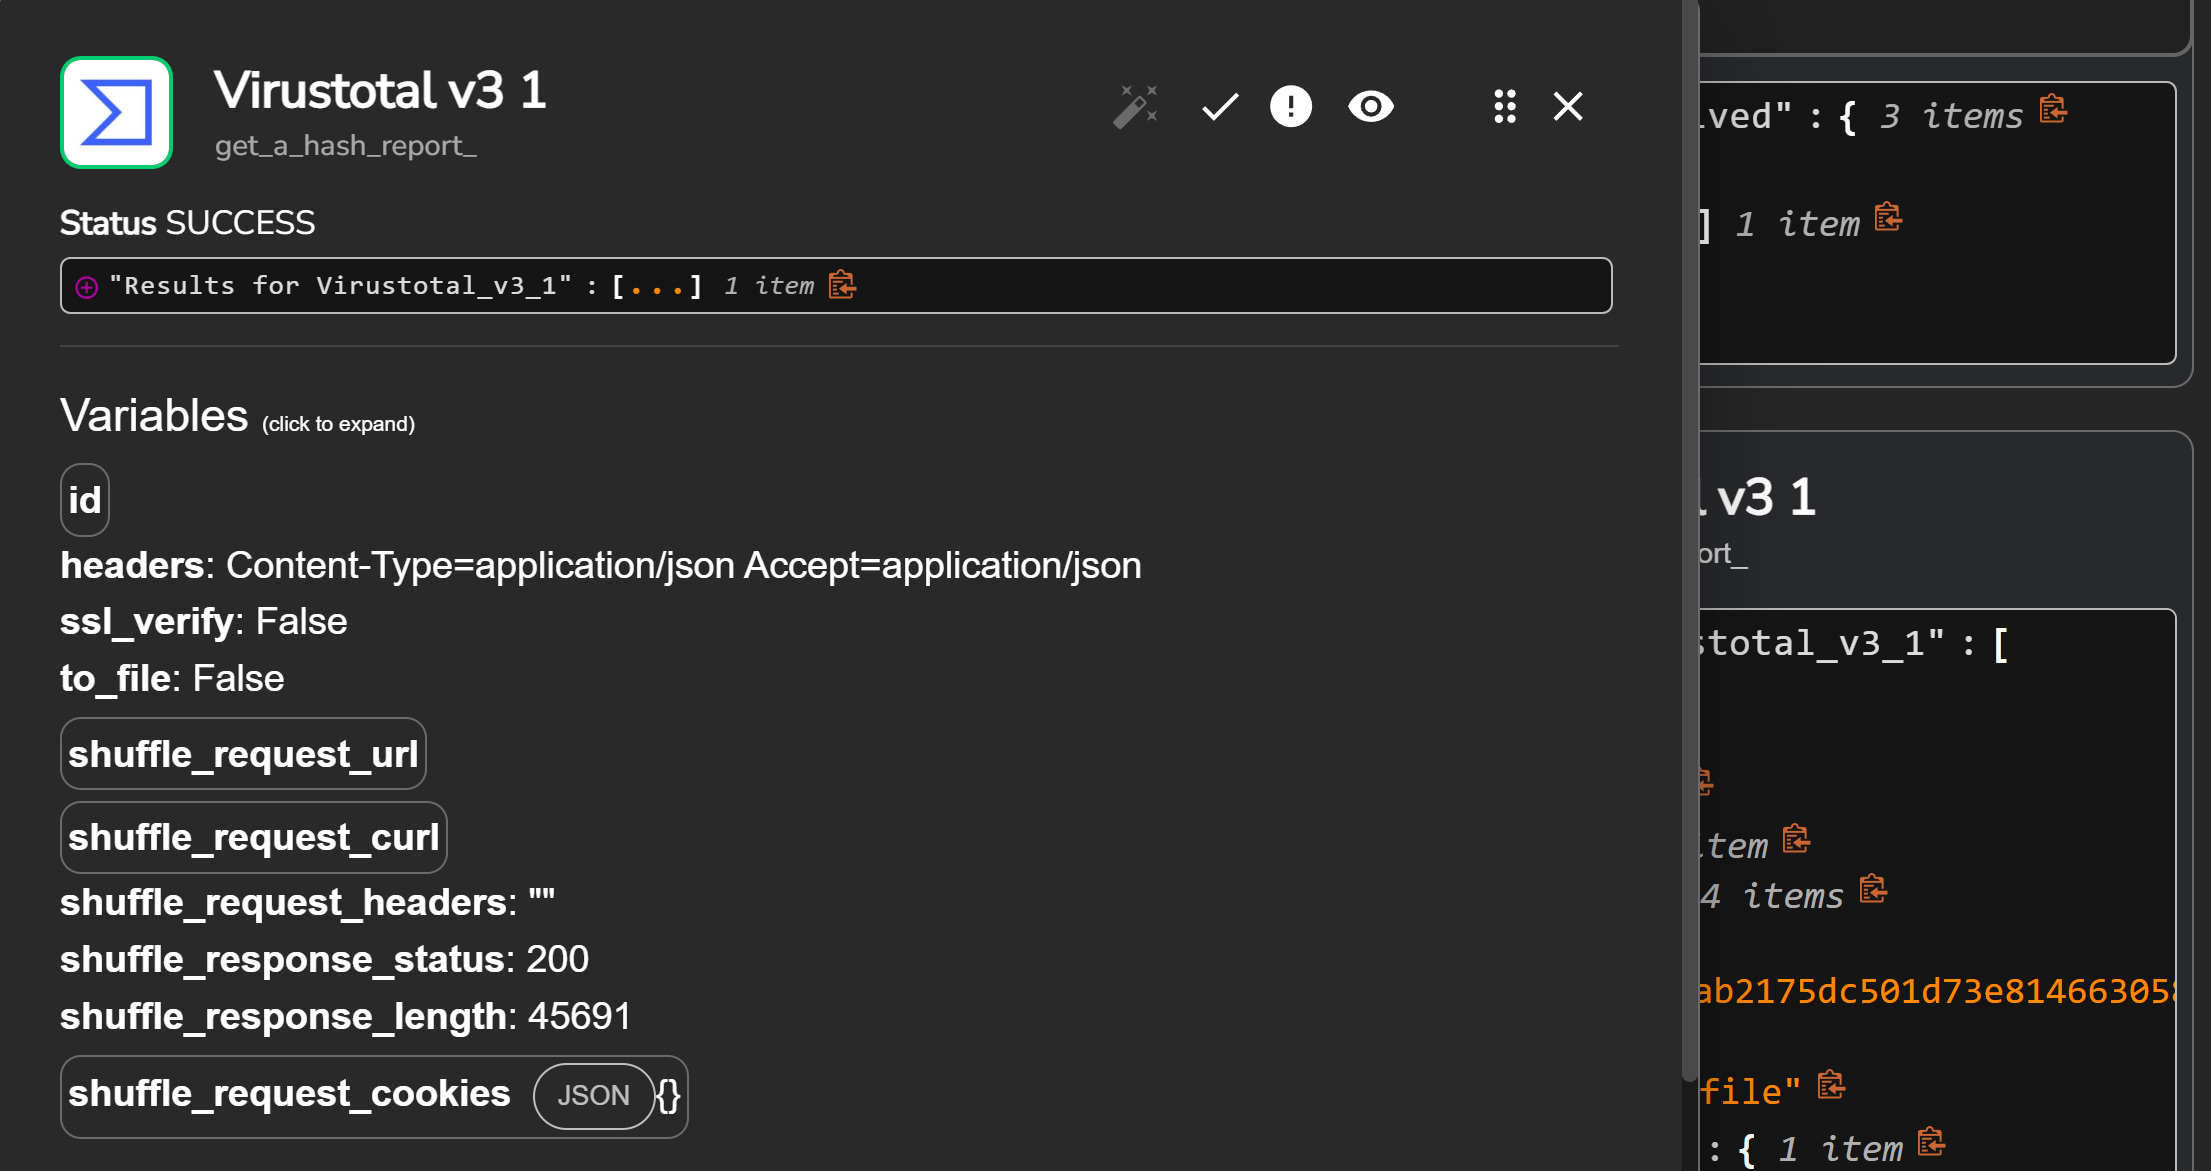 Virustotal v3 1
get_a_hash_report_
Status SUCCESS
"Results for Virustotal_v3_1" : [...] 1 item
Variables (click to expand)
id
headers: Content-Type=application/json Accept=application/json
ssl_verify: False
to_file: False
shuffle_request_url
shuffle_request_curl
shuffle_request_headers: ""
shuffle_response_status: 200
shuffle_response_length: 45691
shuffle_request_cookies JSON {}
ved" : { 3 items
] 1 item
v3 1
ort_
total_v3_1" : [
tem
4 items
ab2175dc501d73e81466305
file"
: { 1 item